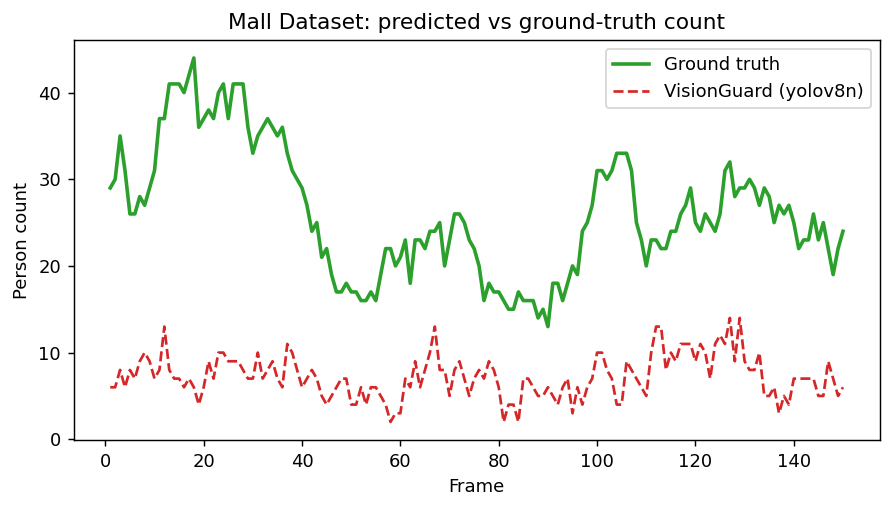 Mall Dataset: predicted vs ground-truth count
Ground truth
VisionGuard (yolov8n)
Person count
40
30
20
10
0
0 20 40 60 80 100 120 140
Frame